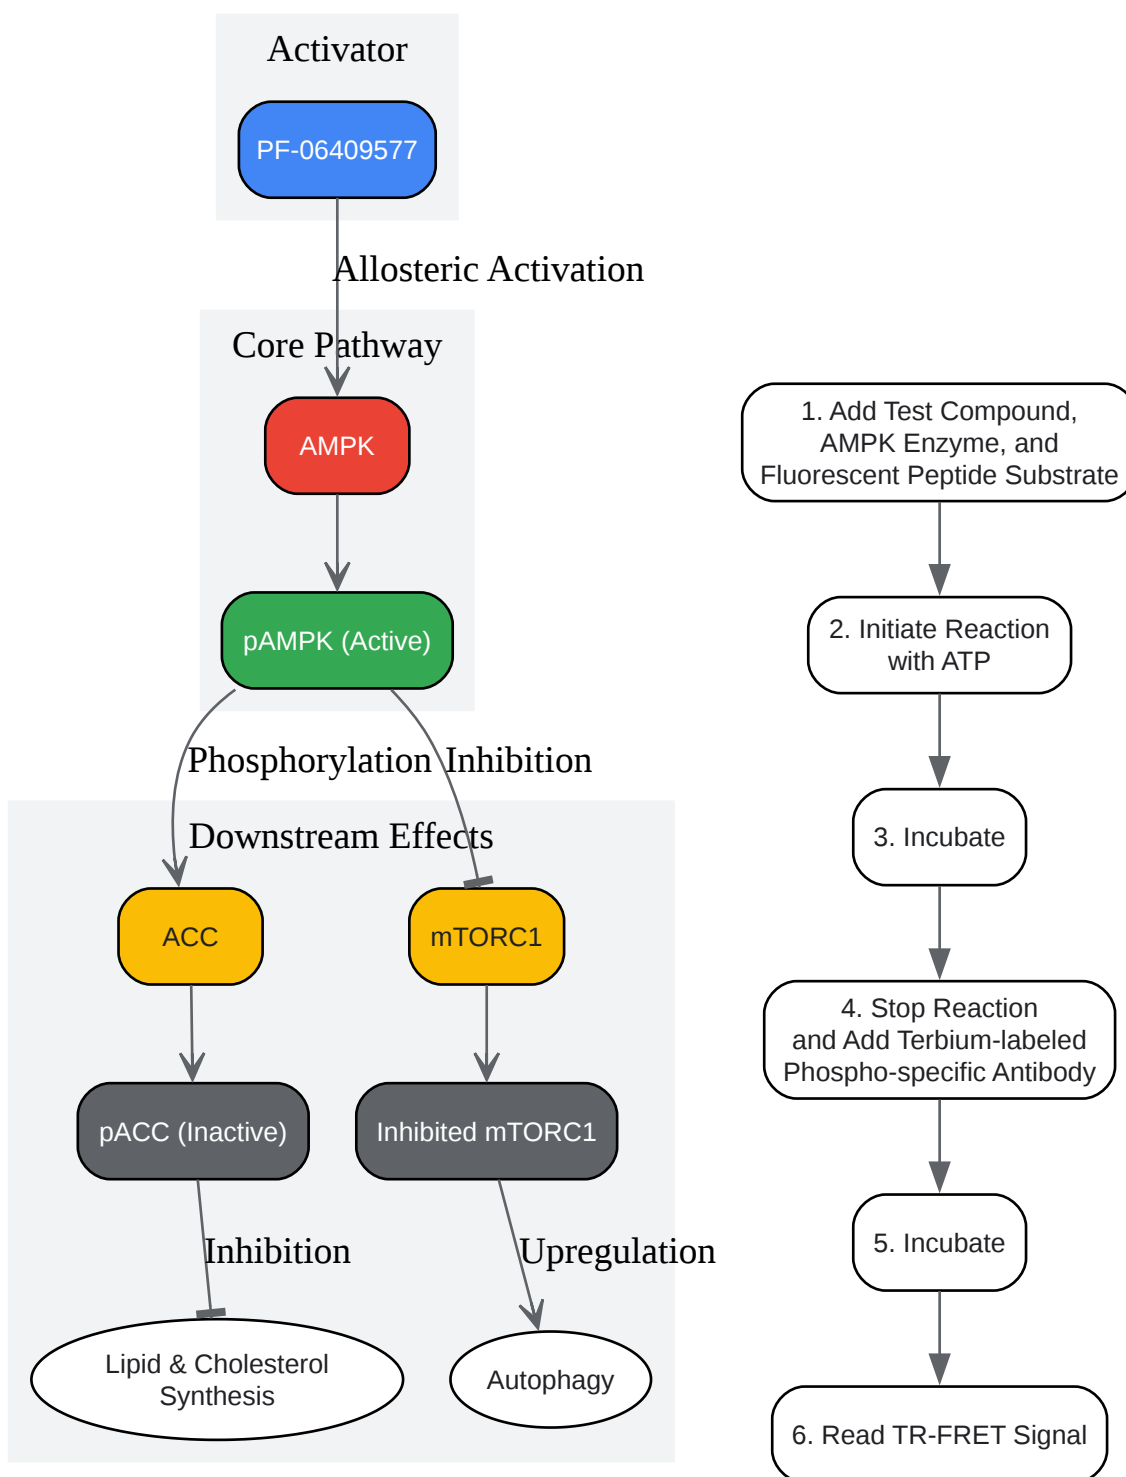 Activator
PF-06409577
Allosteric Activation
Core Pathway
AMPK
pAMPK (Active)
Phosphorylation
Inhibition
Downstream Effects
ACC
mTORC1
pACC (Inactive)
Inhibited mTORC1
Inhibition
Upregulation
Lipid & Cholesterol
Synthesis
Autophagy
1. Add Test Compound,
AMPK Enzyme, and
Fluorescent Peptide Substrate
2. Initiate Reaction
with ATP
3. Incubate
4. Stop Reaction
and Add Terbium-labeled
Phospho-specific Antibody
5. Incubate
6. Read TR-FRET Signal